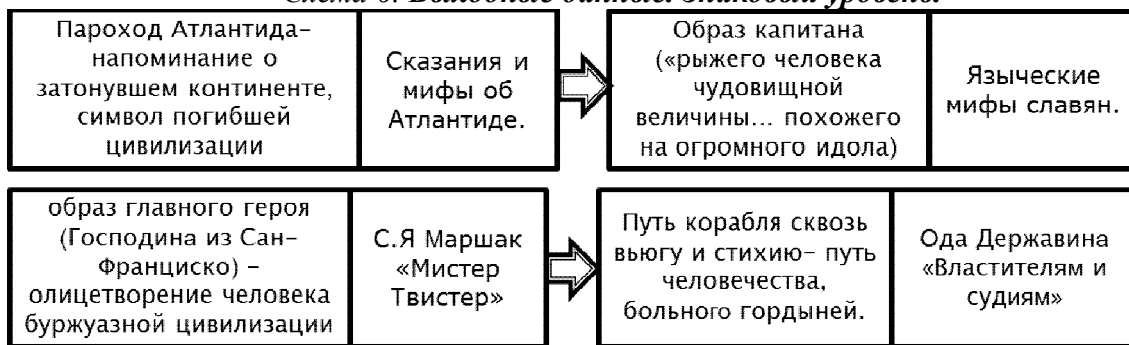 Пароход Атлантида–
напоминание о
затонувшем континенте,
символ погибшей
цивилизации
Сказания и
мифы об
Атлантиде.
Образ капитана
(«рыжего человека
чудовищной
величины... похожего
на огромного идола)
Языческие
мифы славян.
образ главного героя
(Господина из Сан–
Франциско) –
олицетворение человека
буржуазной цивилизации
С.Я Маршак
«Мистер
Твистер»
Путь корабля сквозь
вьюгу и стихию– путь
человечества,
больного гордыней.
Ода Державина
«Властителям и
судиям»